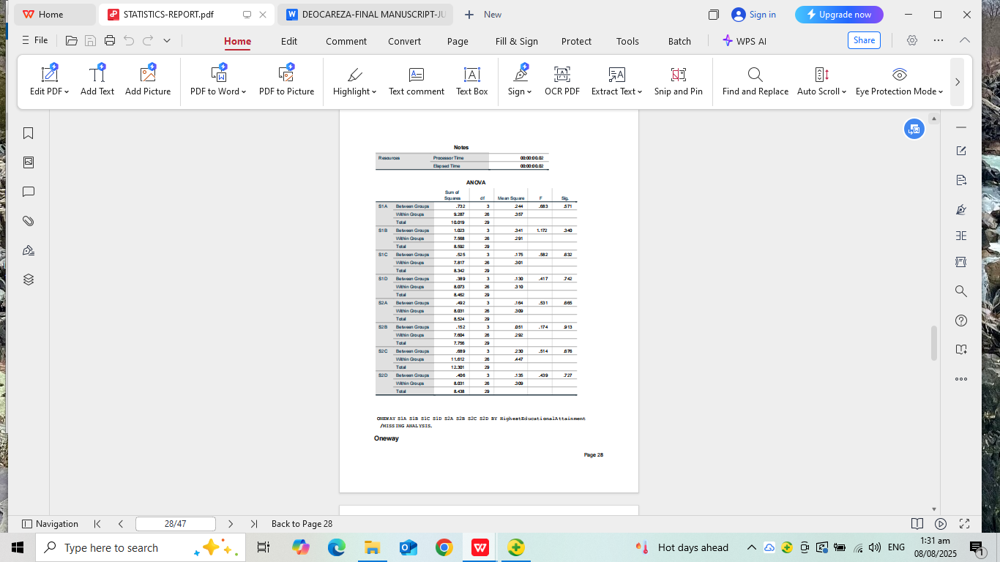 Home STATISTICS-REPORT.pdf DEOCAREZA-FINAL MANUSCRIPT-JU New Sign in Upgrade now
File Home Edit Comment Convert Page Fill & Sign Protect Tools Batch WPS AI Share
Edit PDF Add Text Add Picture PDF to Word PDF to Picture Highlight Text comment Text Box Sign OCR PDF Extract Text Snip and Pin Find and Replace Auto Scroll Eye Protection Mode
Notes
Resources Processor Time 00:00:00.02
Elapsed Time 00:00:00.02
ANOVA
Sum of
Squares df Mean Square F Sig.
S1A Between Groups .732 3 .244 .683 .571
Within Groups 9.287 26 .357
Total 10.019 29
S1B Between Groups 1.023 3 .341 1.172 .340
Within Groups 7.568 26 .291
Total 8.592 29
S1C Between Groups .525 3 .175 .582 .632
Within Groups 7.817 26 .301
Total 8.342 29
S1D Between Groups .389 3 .130 .417 .742
Within Groups 8.073 26 .310
Total 8.462 29
S2A Between Groups .492 3 .164 .531 .665
Within Groups 8.031 26 .309
Total 8.524 29
S2B Between Groups .152 3 .051 .174 .913
Within Groups 7.604 26 .292
Total 7.756 29
S2C Between Groups .689 3 .230 .514 .676
Within Groups 11.612 26 .447
Total 12.301 29
S2D Between Groups .406 3 .135 .439 .727
Within Groups 8.031 26 .309
Total 8.438 29
ONEWAY S1A S1B S1C S1D S2A S2B S2C S2D BY HighestEducationalAttainment
/MISSING ANALYSIS.
Oneway
Page 28
Navigation 28/47 Back to Page 28
Type here to search Hot days ahead ENG 1:31 am
08/08/2025 1